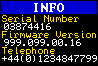 INFO
Serial Number
03874416
Firmware Version
999.099.00.16
Telephone
+44(0)1234847799